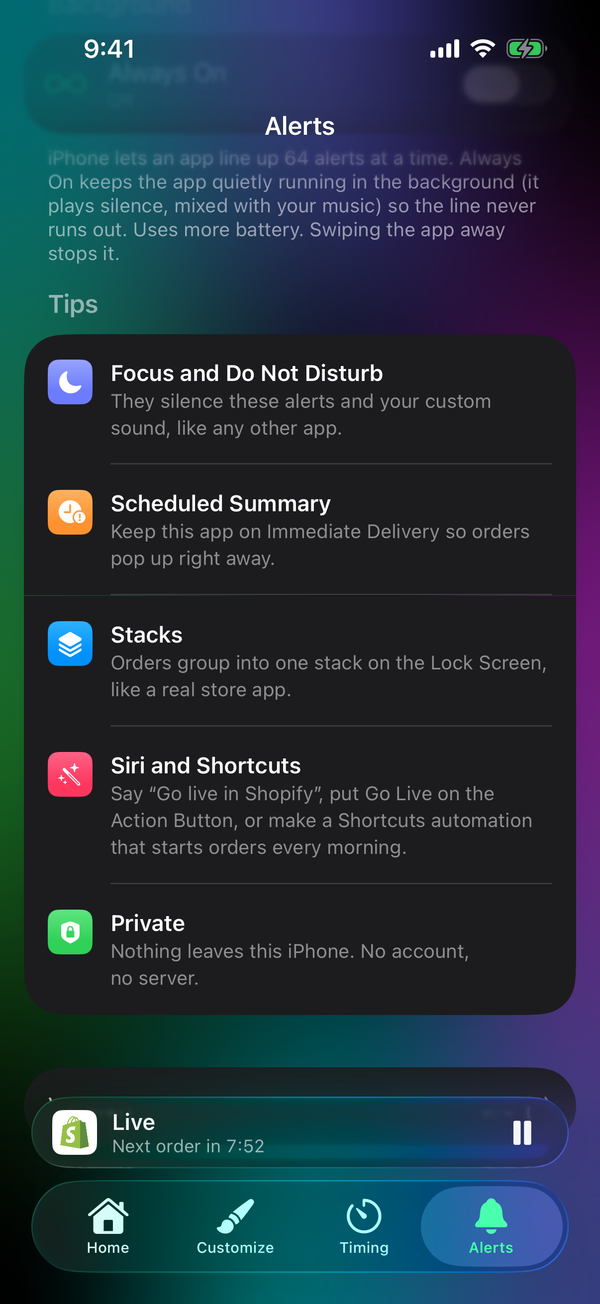 Background
9:41
Always On
Off
Alerts
iPhone lets an app line up 64 alerts at a time. Always
On keeps the app quietly running in the background (it
plays silence, mixed with your music) so the line never
runs out. Uses more battery. Swiping the app away
stops it.
Tips
Focus and Do Not Disturb
They silence these alerts and your custom
sound, like any other app.
Scheduled Summary
Keep this app on Immediate Delivery so orders
pop up right away.
Stacks
Orders group into one stack on the Lock Screen,
like a real store app.
Siri and Shortcuts
Say “Go live in Shopify”, put Go Live on the
Action Button, or make a Shortcuts automation
that starts orders every morning.
Private
Nothing leaves this iPhone. No account,
no server.
Live
Next order in 7:52
Home
Customize
Timing
Alerts